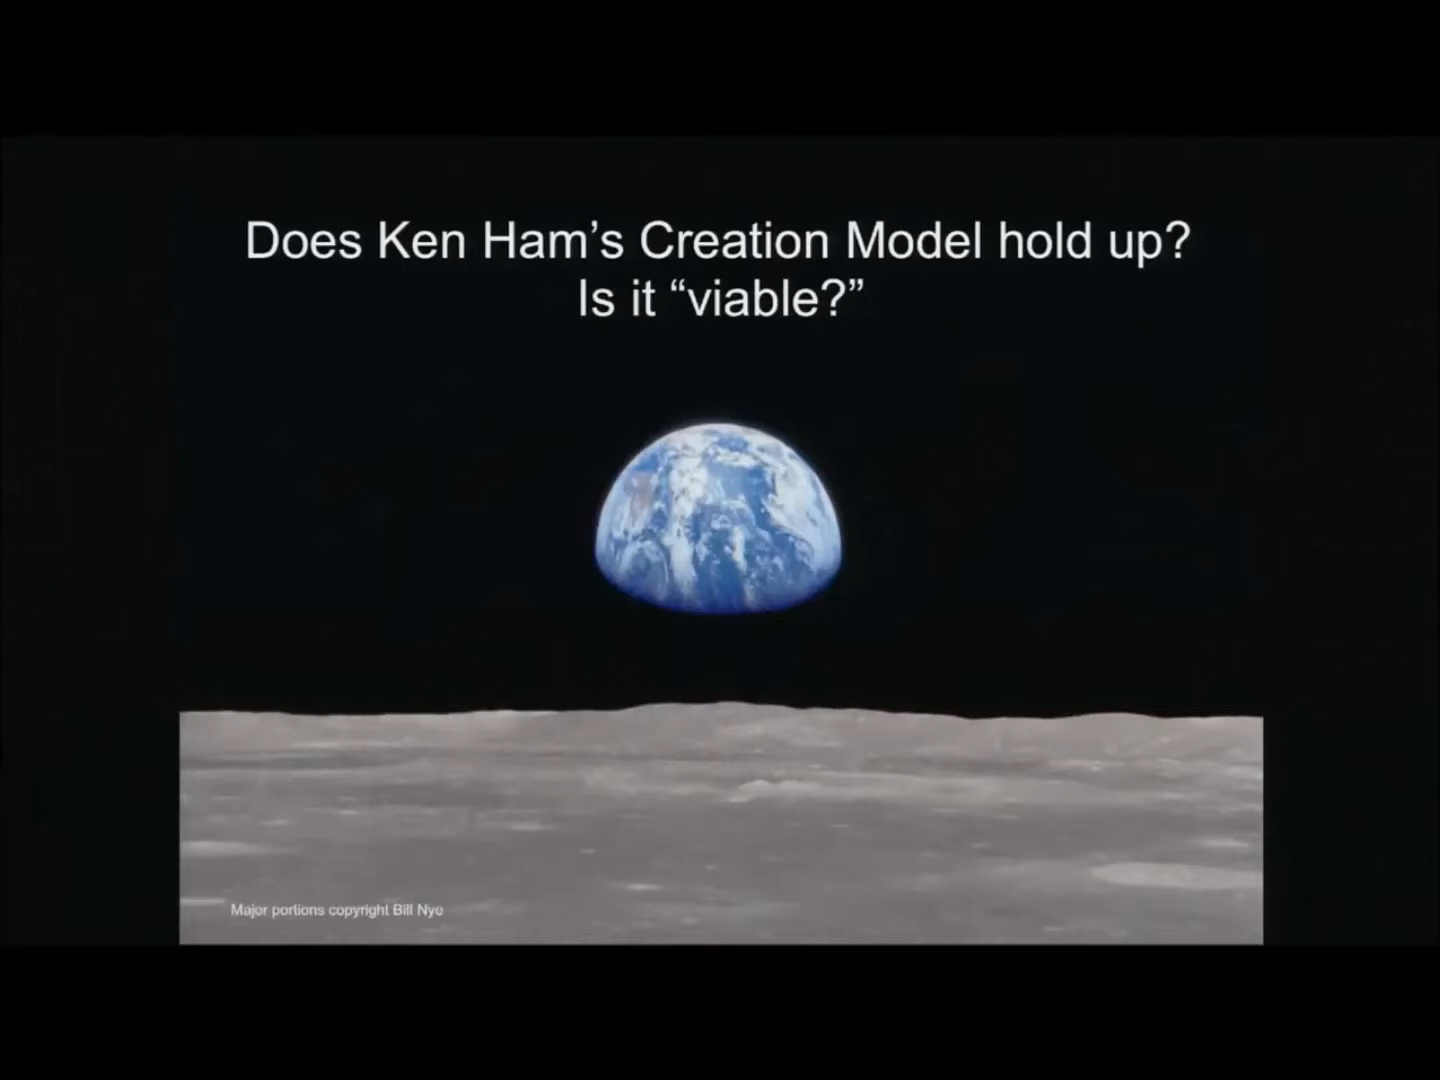 Does Ken Ham’s Creation Model hold up?
Is it “viable?”
Major portions copyright Bill Nye